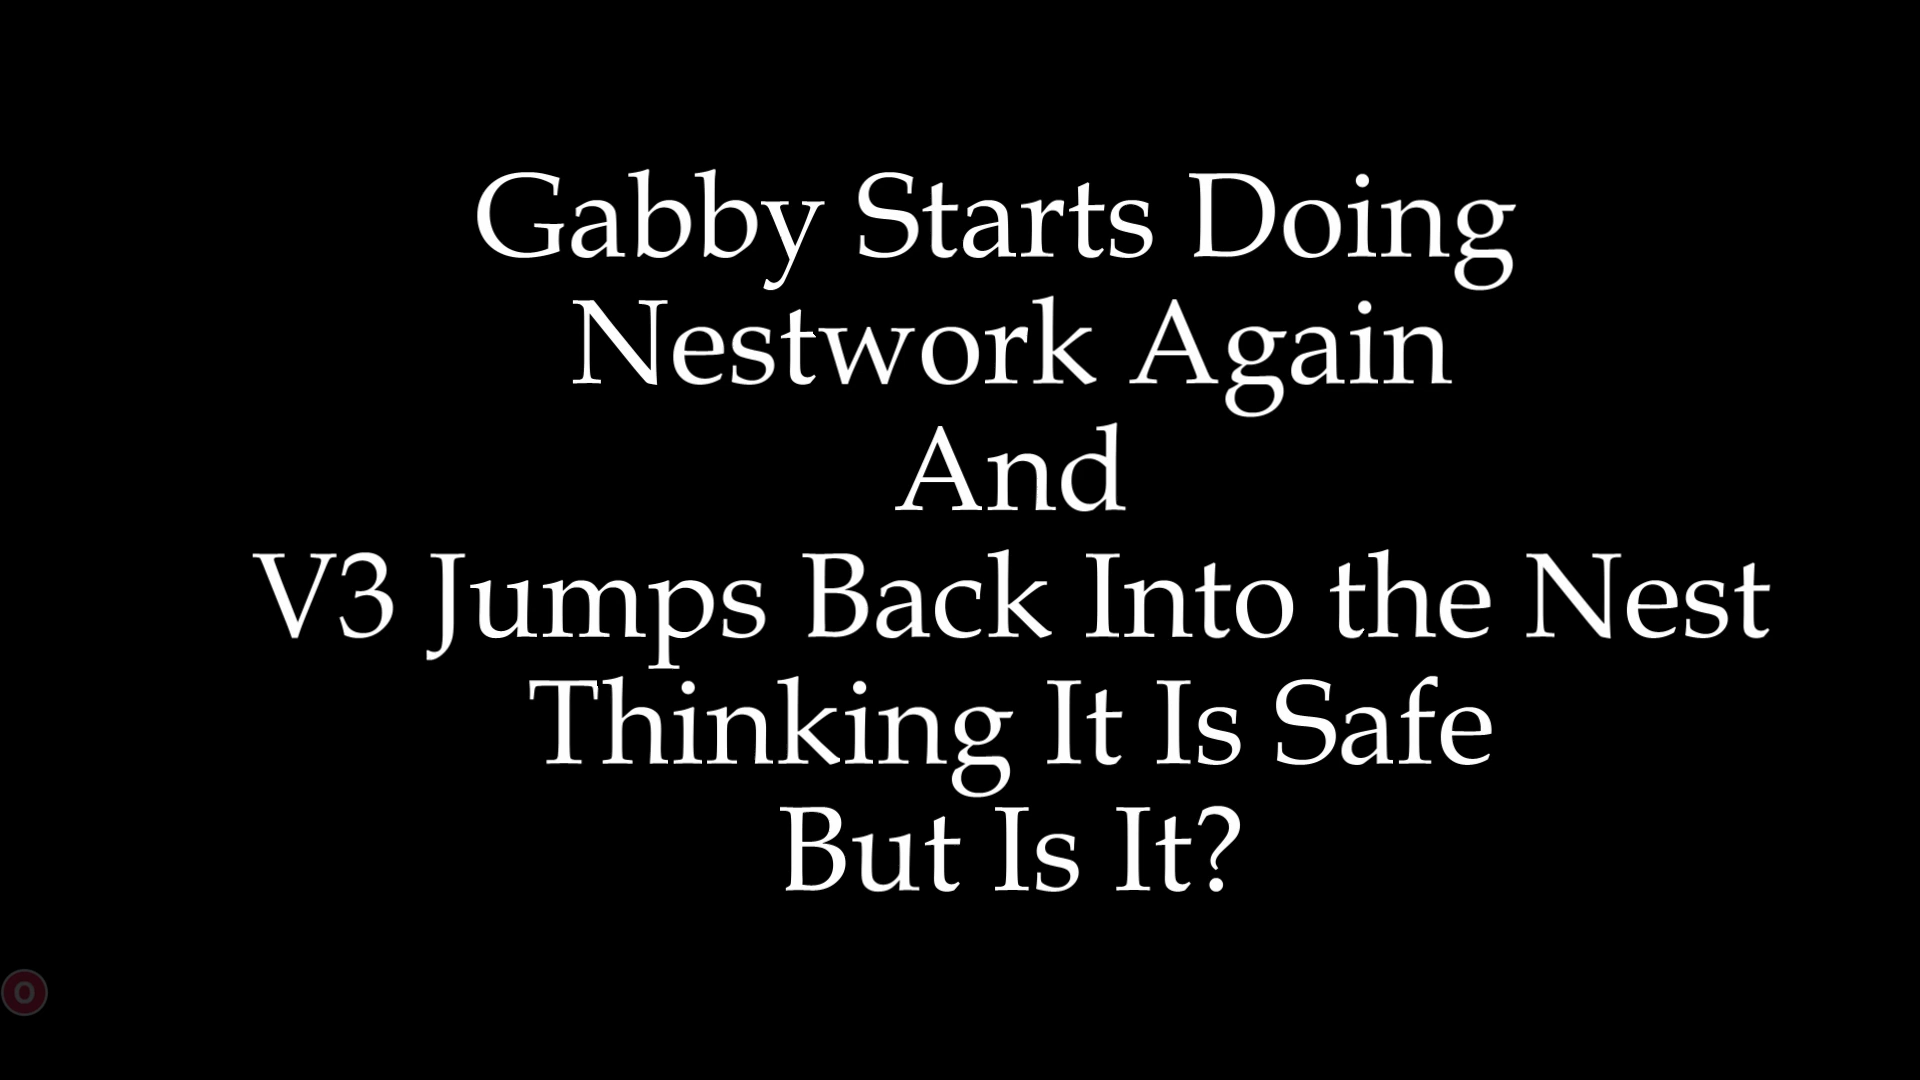 Gabby Starts Doing
Nestwork Again
And
V3 Jumps Back Into the Nest
Thinking It Is Safe
But Is It?
O